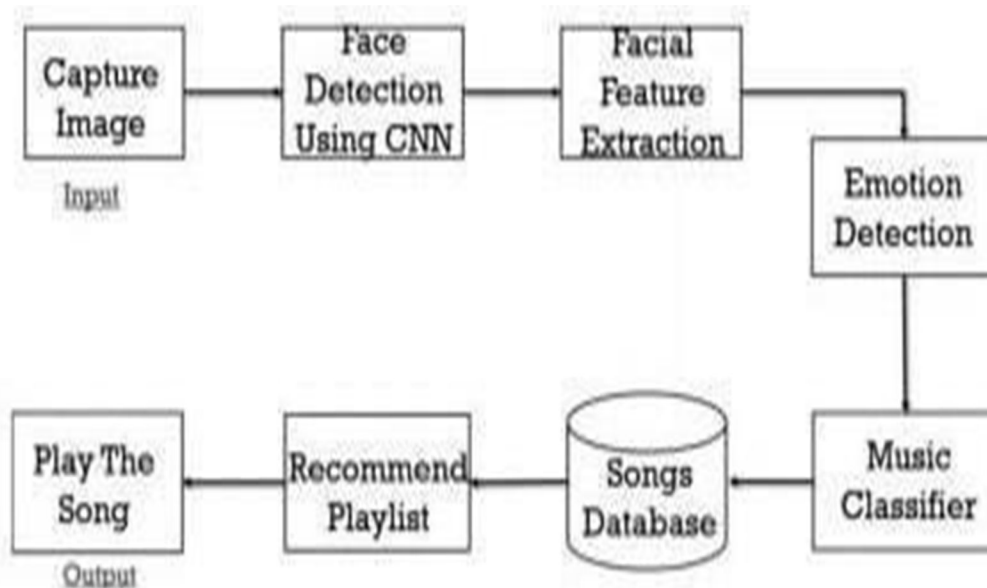 Capture
Image
Input
Face
Detection
Using CNN
Facial
Feature
Extraction
Emotion
Detection
Music
Classifier
Songs
Database
Recommend
Playlist
Play The
Song
Output